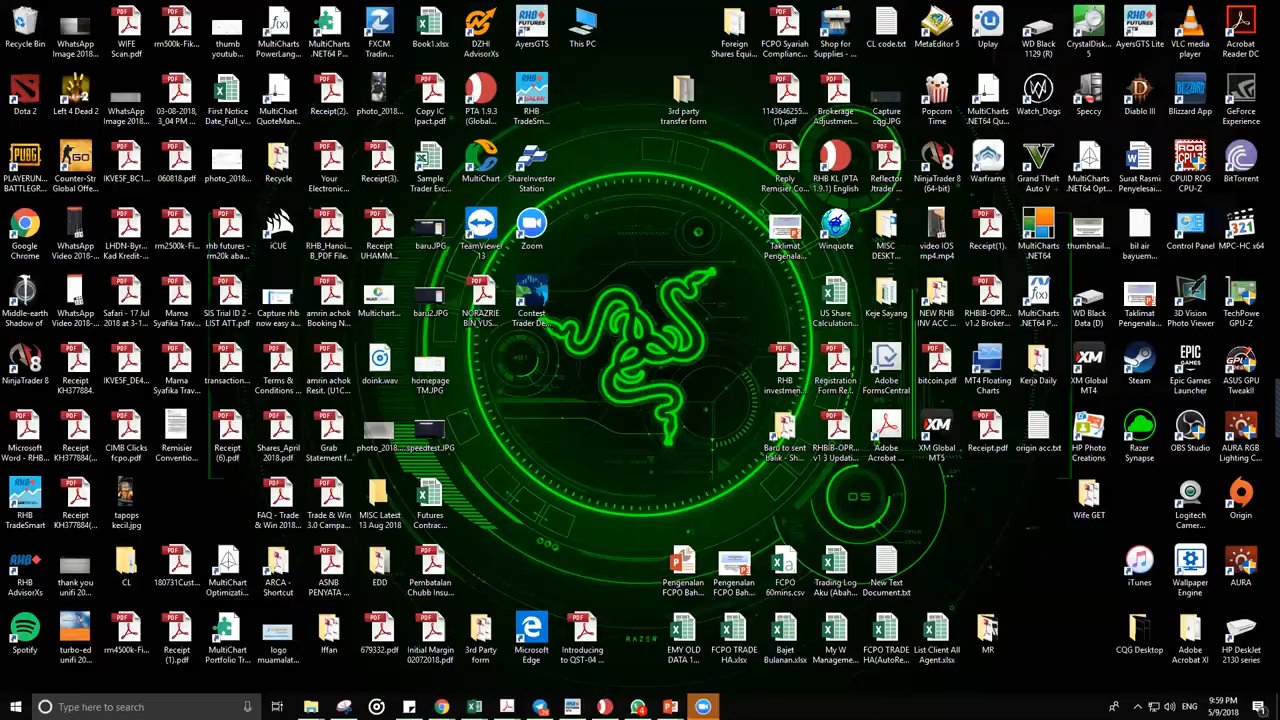 Recycle Bin
WhatsApp
Image 2018...
WIFE
Scan.pdf
rm500k-Fik...
thumb
youtub...
MultiCharts
PowerLang...
MultiCharts
.NET64 P...
FXCM
Tradin...
Book1.xlsx
DZHI
AdvisorXs
AyersGTS
This PC
Foreign
Shares Equi...
FCPO Syariah
Complianc...
Shop for
Supplies - ...
CL code.txt
MetaEditor 5
Uplay
WD Black
1129 (R)
CrystalDisk...
5
AyersGTS Lite
VLC media
player
Acrobat
Reader DC
Dota 2
Left 4 Dead 2
WhatsApp
Image 2018...
03-08-2018,
3_04 PM...
First Notice
Date_Full_v...
MultiChart
QuoteMan...
Receipt(2)...
photo_2018...
Copy IC
Ipact.pdf
PTA 1.9.3
(Global...
RHB
TradeSm...
3rd party
transfer form
1143646255...
(1).pdf
Brokerage
Adjustmen...
Capture
cqg.JPG
Popcorn
Time
MultiCharts
.NET64 Qu...
Watch_Dogs
Speccy
Diablo III
Blizzard App
GeForce
Experience
PLAYERUN...
BATTLEGR...
Counter-Str
Global Offe...
IKVE5F_BC1...
060818.pdf
photo_2018...
Recycle
Your
Electronic...
Receipt(3)...
Sample
Trader Exc...
MultiChart
ShareInvestor
Station
Reply
Remisier Co...
RHB KL (PTA
1.9.1) English
Reflector
Jtrader...
NinjaTrader 8
(64-bit)
Warframe
Grand Theft
Auto V
MultiCharts
.NET64 Opt...
Surat Rasmi
Penyelesai...
CPUID ROG
CPU-Z
BitTorrent
Google
Chrome
WhatsApp
Video 2018-...
LHDN-Byr...
Kad Kredit-...
rm2500k-Fi...
rhb futures -
rm20k aba...
iCUE
RHB_Hanoi...
B_PDF File.
Receipt
UHAMM...
baru.JPG
TeamViewer
13
Zoom
Taklimat
Pengenala...
Winquote
MISC
DESKT...
video IOS
mp4.mp4
Receipt(1)...
MultiCharts
.NET64
thumbnail...
bil air
bayuem...
Control Panel
MPC-HC x64
Middle-earth
Shadow of
WhatsApp
Video 2018-...
Safari - 17 Jul
2018 at 3-1...
Mama
Syafika Trav...
SIS Trial ID 2 -
LIST ATT.pdf
Capture rhb
now easy a...
amrin achok
Booking N...
Multichart...
baru2.JPG
NORAZRIE
BIN YUS...
Contest
Trader De...
US Share
Calculation...
Keje Sayang
NEW RHB
INV ACC ...
RHBIB-OPR...
v1.2 Broker...
MultiCharts
.NET64 P...
WD Black
Data (D)
Taklimat
Pengenala...
3D Vision
Photo Viewer
TechPowe
GPU-Z
NinjaTrader 8
Receipt
KH377884...
IKVE5F_DE4...
Mama
Syafika Trav...
transaction...
Terms &
Conditions ...
amrin achok
Resit. (UTC...
doink.wav
homepage
TM.JPG
RHB
investmen...
Registration
Form Re...
Adobe
FormsCentral
bitcoin.pdf
MT4 Floating
Charts
Kerja Daily
XM Global
MT4
Steam
Epic Games
Launcher
ASUS GPU
TweakII
Microsoft
Word - RHB...
Receipt
KH377884(...
CIMB Clicks
fcpo.pdf
Remisier
Convention...
Receipt
(6).pdf
Shares_April
2018.pdf
Grab
Statement f...
photo_2018...
speedtest.JPG
Baru to sent
balik - Sh...
RHBIB-OPR...
v1.3 Updat...
Adobe
Acrobat ...
XM Global
MT5
Receipt.pdf
origin acc.txt
HP Photo
Creations
Razer
Synapse
OBS Studio
AURA RGB
Lighting C...
RHB
TradeSmart
Receipt
KH377884...
tapops
kecil.jpg
FAQ - Trade
& Win 2018...
Trade & Win
3.0 Campa...
MISC Latest
13 Aug 2018
Futures
Contrac...
OS
Wife GET
Logitech
Camer...
Origin
RHB
AdvisorXs
thank you
unifi 20...
CL
180731Cust...
MultiChart
Optimizati...
ARCA -
Shortcut
ASNB
PENYATA ...
EDD
Pembatalan
Chubb Insu...
Pengenalan
FCPO Bah...
Pengenalan
FCPO Bah...
FCPO
60mins.csv
Trading Log
Aku (Abah...
New Text
Document.txt
iTunes
Wallpaper
Engine
AURA
Spotify
turbo-ed
unifi 20...
rm4500k-Fi...
Receipt
(1).pdf
MultiChart
Portfolio Tr...
logo
muamalat...
Iffan
679332.pdf
Initial Margin
02072018.pdf
3rd Party
form
Microsoft
Edge
Introducing
to QST-04 ...
RAZER
EMY OLD
DATA 1...
FCPO TRADE
HA.xlsx
Bajet
Bulanan.xlsx
My W
Manageme...
FCPO TRADE
HA(AutoRe...
List Client All
Agent.xlsx
MR
CQG Desktop
Adobe
Acrobat XI
HP DeskJet
2130 series
Type here to search
ENG
9:59 PM
5/9/2018